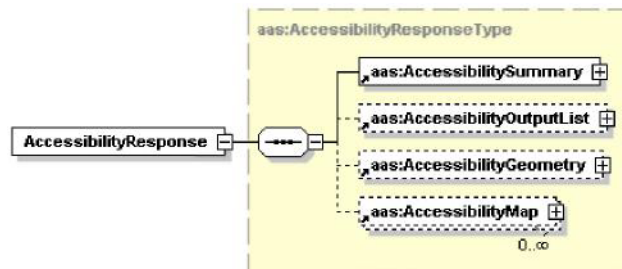 aas:AccessibilityResponseType
aas:AccessibilitySummary
aas:AccessibilityOutputList
AccessibilityResponse
aas:AccessibilityGeometry
aas:AccessibilityMap
0..∞